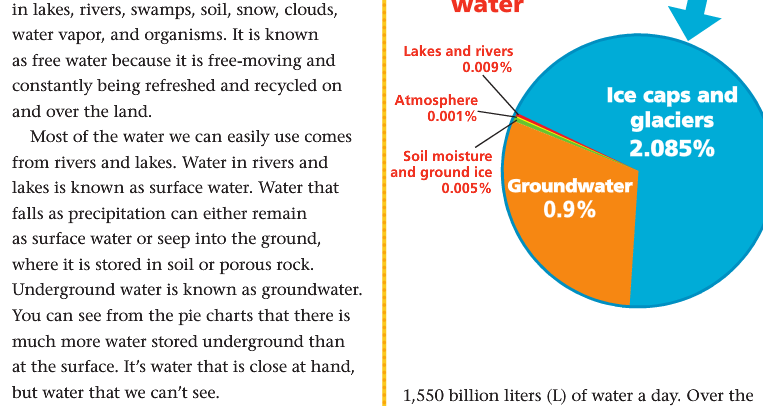 in lakes, rivers, swamps, soil, snow, clouds,
water vapor, and organisms. It is known
as free water because it is free-moving and
constantly being refreshed and recycled on
and over the land.
Most of the water we can easily use comes
from rivers and lakes. Water in rivers and
lakes is known as surface water. Water that
falls as precipitation can either remain
as surface water or seep into the ground,
where it is stored in soil or porous rock.
Underground water is known as groundwater.
You can see from the pie charts that there is
much more water stored underground than
at the surface. It’s water that is close at hand,
but water that we can’t see.
water
Lakes and rivers
0.009%
Atmosphere
0.001%
Soil moisture
and ground ice
0.005%
Ice caps and
glaciers
2.085%
Groundwater
0.9%
1,550 billion liters (L) of water a day. Over the